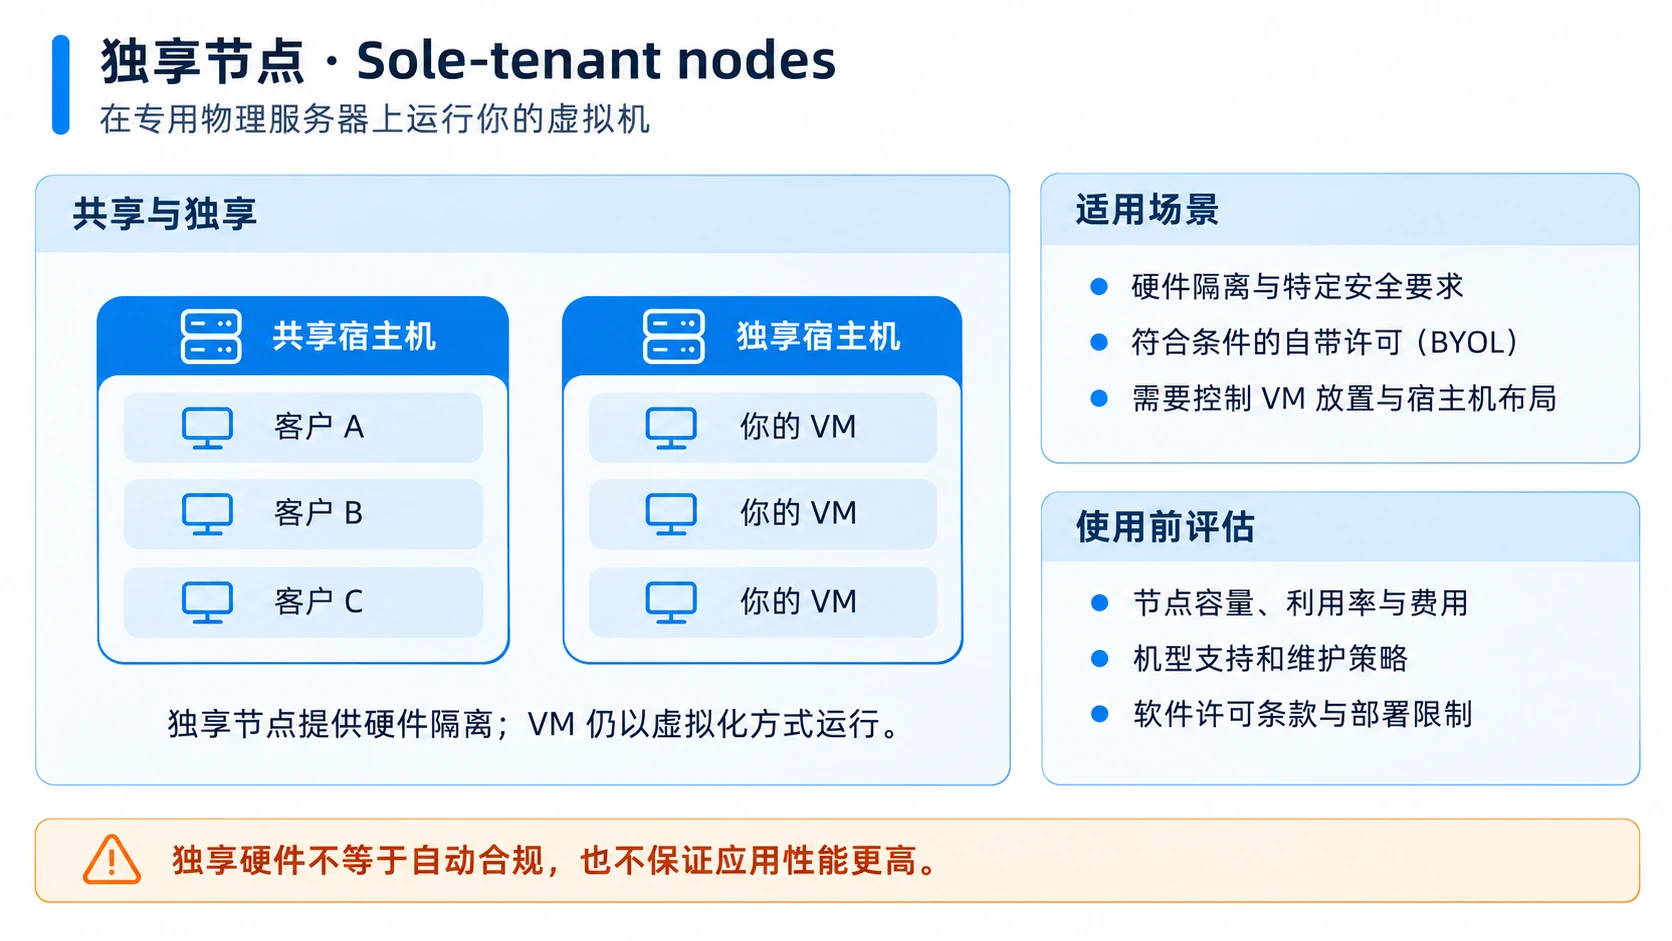 独享节点 · Sole-tenant nodes
在专用物理服务器上运行你的虚拟机
共享与独享
共享宿主机
客户 A
客户 B
客户 C
独享宿主机
你的 VM
你的 VM
你的 VM
独享节点提供硬件隔离；VM 仍以虚拟化方式运行。
适用场景
硬件隔离与特定安全要求
符合条件的自带许可（BYOL）
需要控制 VM 放置与宿主机布局
使用前评估
节点容量、利用率与费用
机型支持和维护策略
软件许可条款与部署限制
独享硬件不等于自动合规，也不保证应用性能更高。